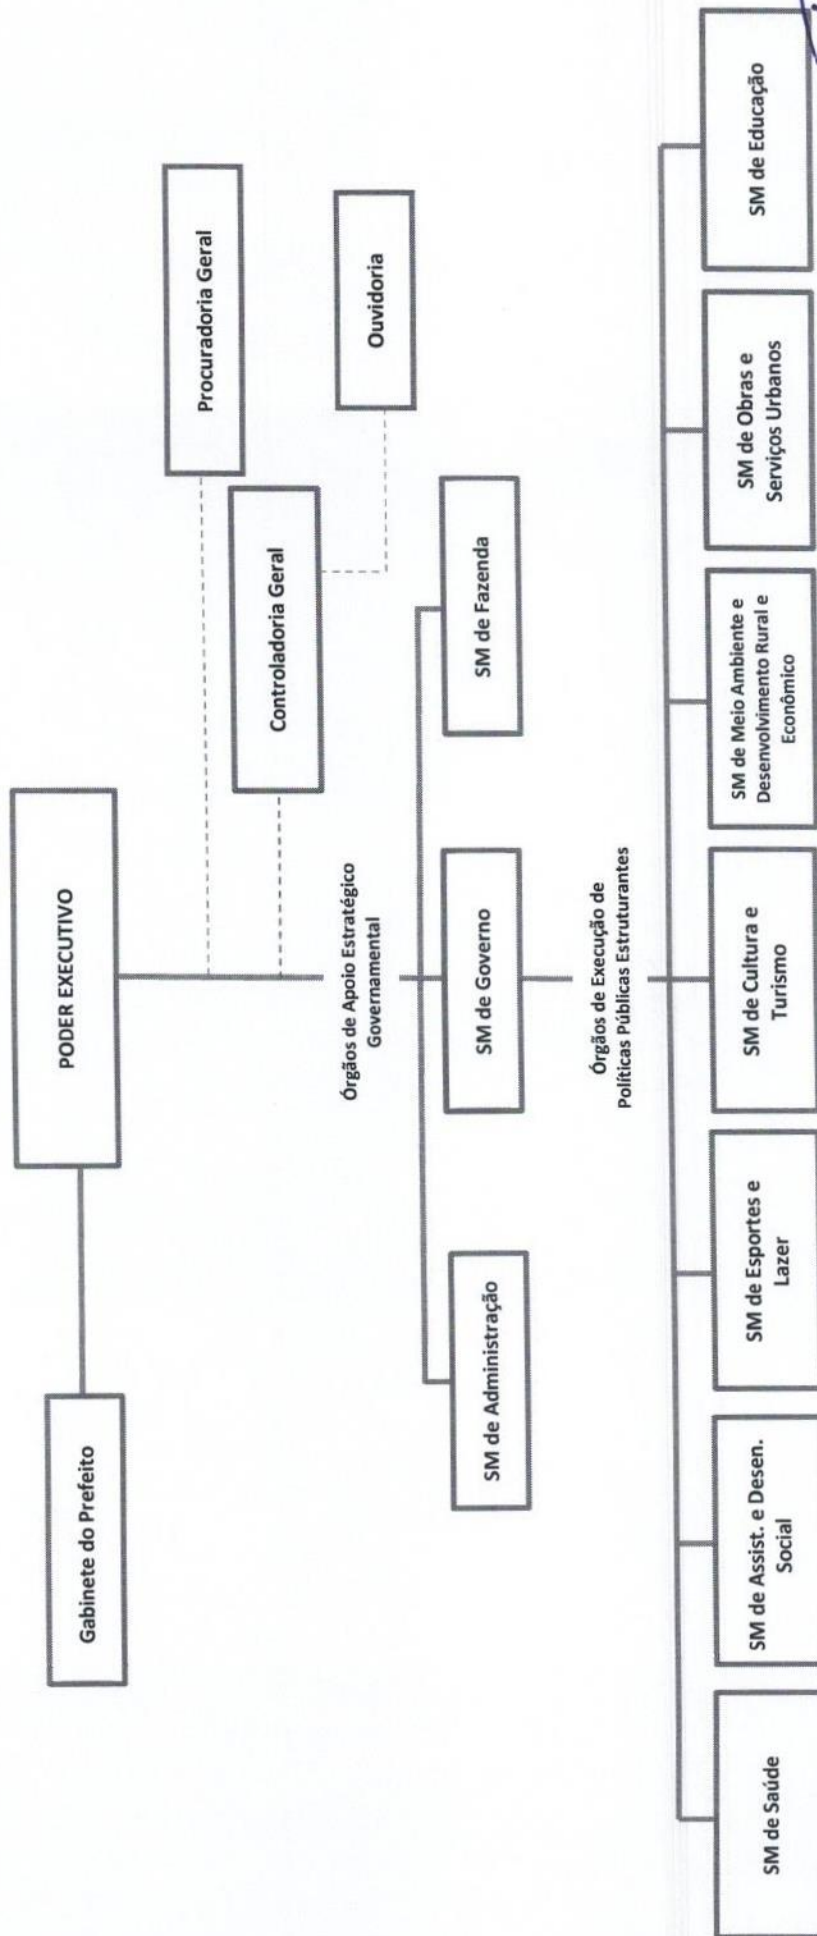 PODER EXECUTIVO
Gabinete do Prefeito
Procuradoria Geral
Controladoria Geral
Ouvidoria
Órgãos de Apoio Estratégico
Governamental
SM de Administração
SM de Governo
SM de Fazenda
Órgãos de Execução de
Políticas Públicas Estruturantes
SM de Saúde
SM de Assist. e Desen.
Social
SM de Esportes e
Lazer
SM de Cultura e
Turismo
SM de Meio Ambiente e
Desenvolvimento Rural e
Econômico
SM de Obras e
Serviços Urbanos
SM de Educação